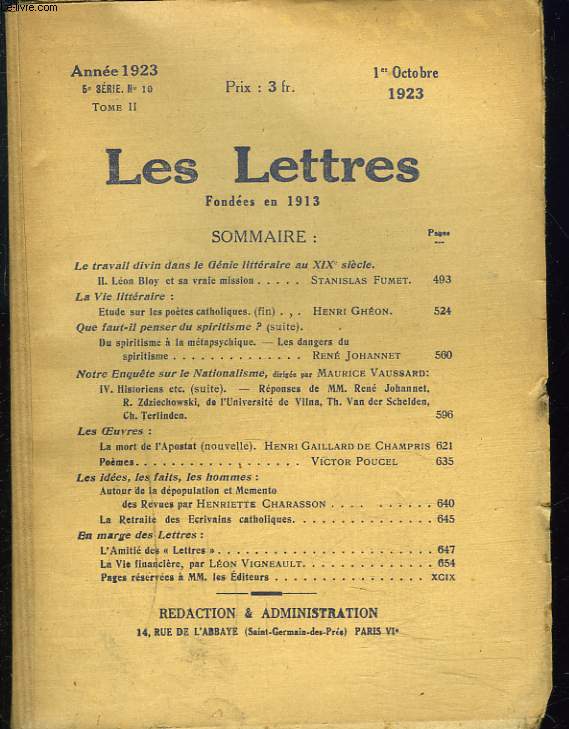 le-livre.com
Année 1923
5e SÉRIE. No 10
TOME II
Prix : 3 fr.
1er Octobre
1923
Les Lettres
Fondées en 1913
SOMMAIRE :
Pages
Le travail divin dans le Génie littéraire au XIXe siècle.
II. Léon Bloy et sa vraie mission . . . . . STANISLAS FUMET. 493
La Vie littéraire :
Etude sur les poètes catholiques. (fin) . , . HENRI GHÉON. 524
Que faut-il penser du spiritisme ? (suite).
Du spiritisme à la métapsychique. — Les dangers du
spiritisme . . . . . . . . . . . . . . RENÉ JOHANNET 560
Notre Enquête sur le Nationalisme, dirigée par MAURICE VAUSSARD:
IV. Historiens etc. (suite). — Réponses de MM. René Johannet,
R. Zdziechowski, de l'Université de Vilna, Th. Van der Schelden,
Ch. Terlinden. 596
Les Œuvres :
La mort de l'Apostat (nouvelle). HENRI GAILLARD DE CHAMPRIS 621
Poèmes. . . . . . . . . . . . . . . . . . VICTOR POUCEL 635
Les idées, les faits, les hommes :
Autour de la dépopulation et Memento
des Revues par HENRIETTE CHARASSON . . . . . . . . . . 640
La Retraite des Ecrivains catholiques. . . . . . . . . . . . . . 645
En marge des Lettres :
L'Amitié des « Lettres » . . . . . . . . . . . . . . . . . . . . . . 647
La Vie financière, par LÉON VIGNEAULT. . . . . . . . . . . . . 654
Pages réservées à MM. les Éditeurs . . . . . . . . . . . . . . . XCIX
REDACTION & ADMINISTRATION
14, RUE DE L'ABBAYE (Saint-Germain-des-Prés) PARIS VIe